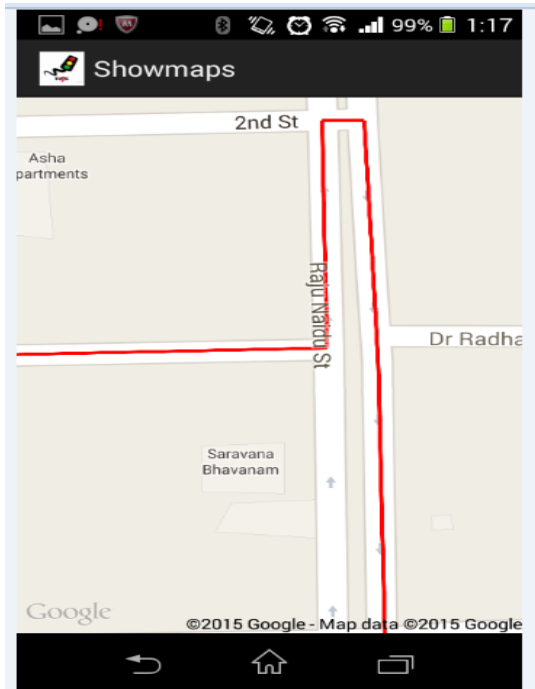 99% 1:17
Showmaps
2nd St
Asha
partments
Raju Naidu St
Dr Radha
Saravana
Bhavanam
Google
©2015 Google - Map data ©2015 Google